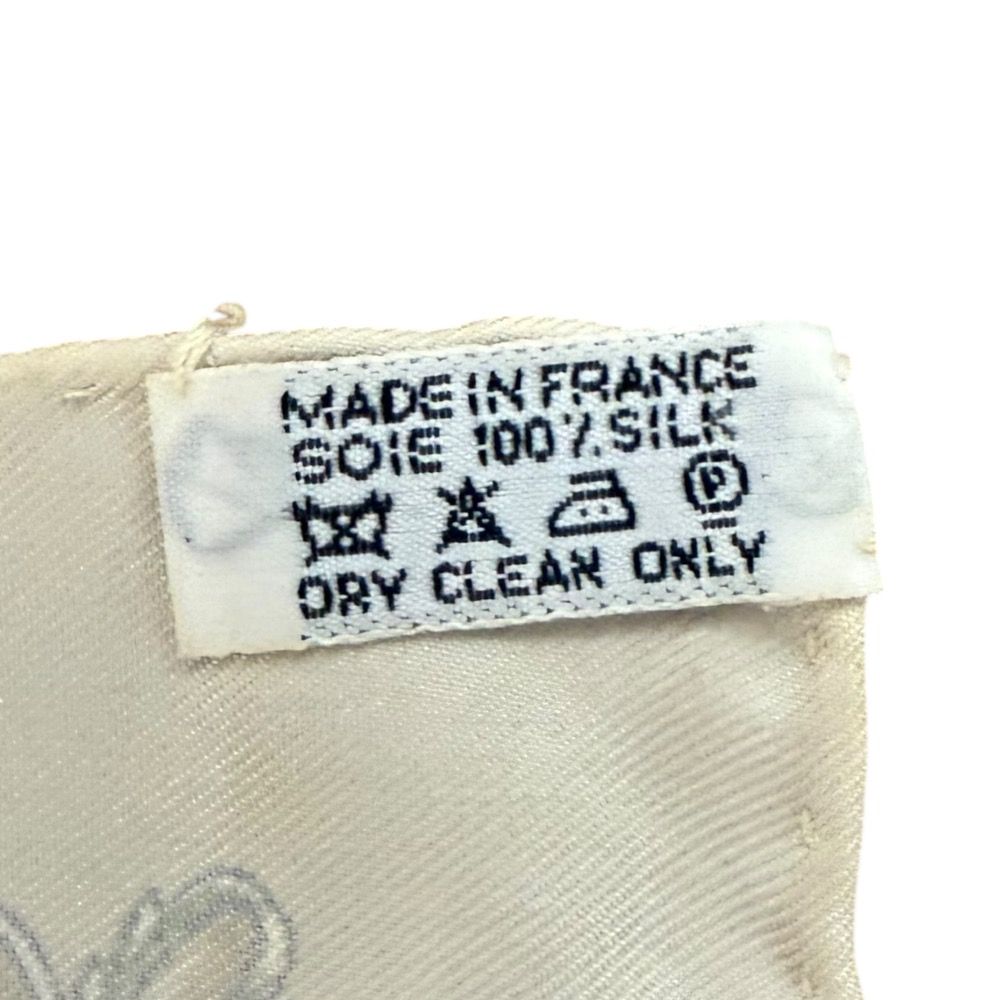 MADE IN FRANCE
SOIE 100% SILK
P
DRY CLEAN ONLY